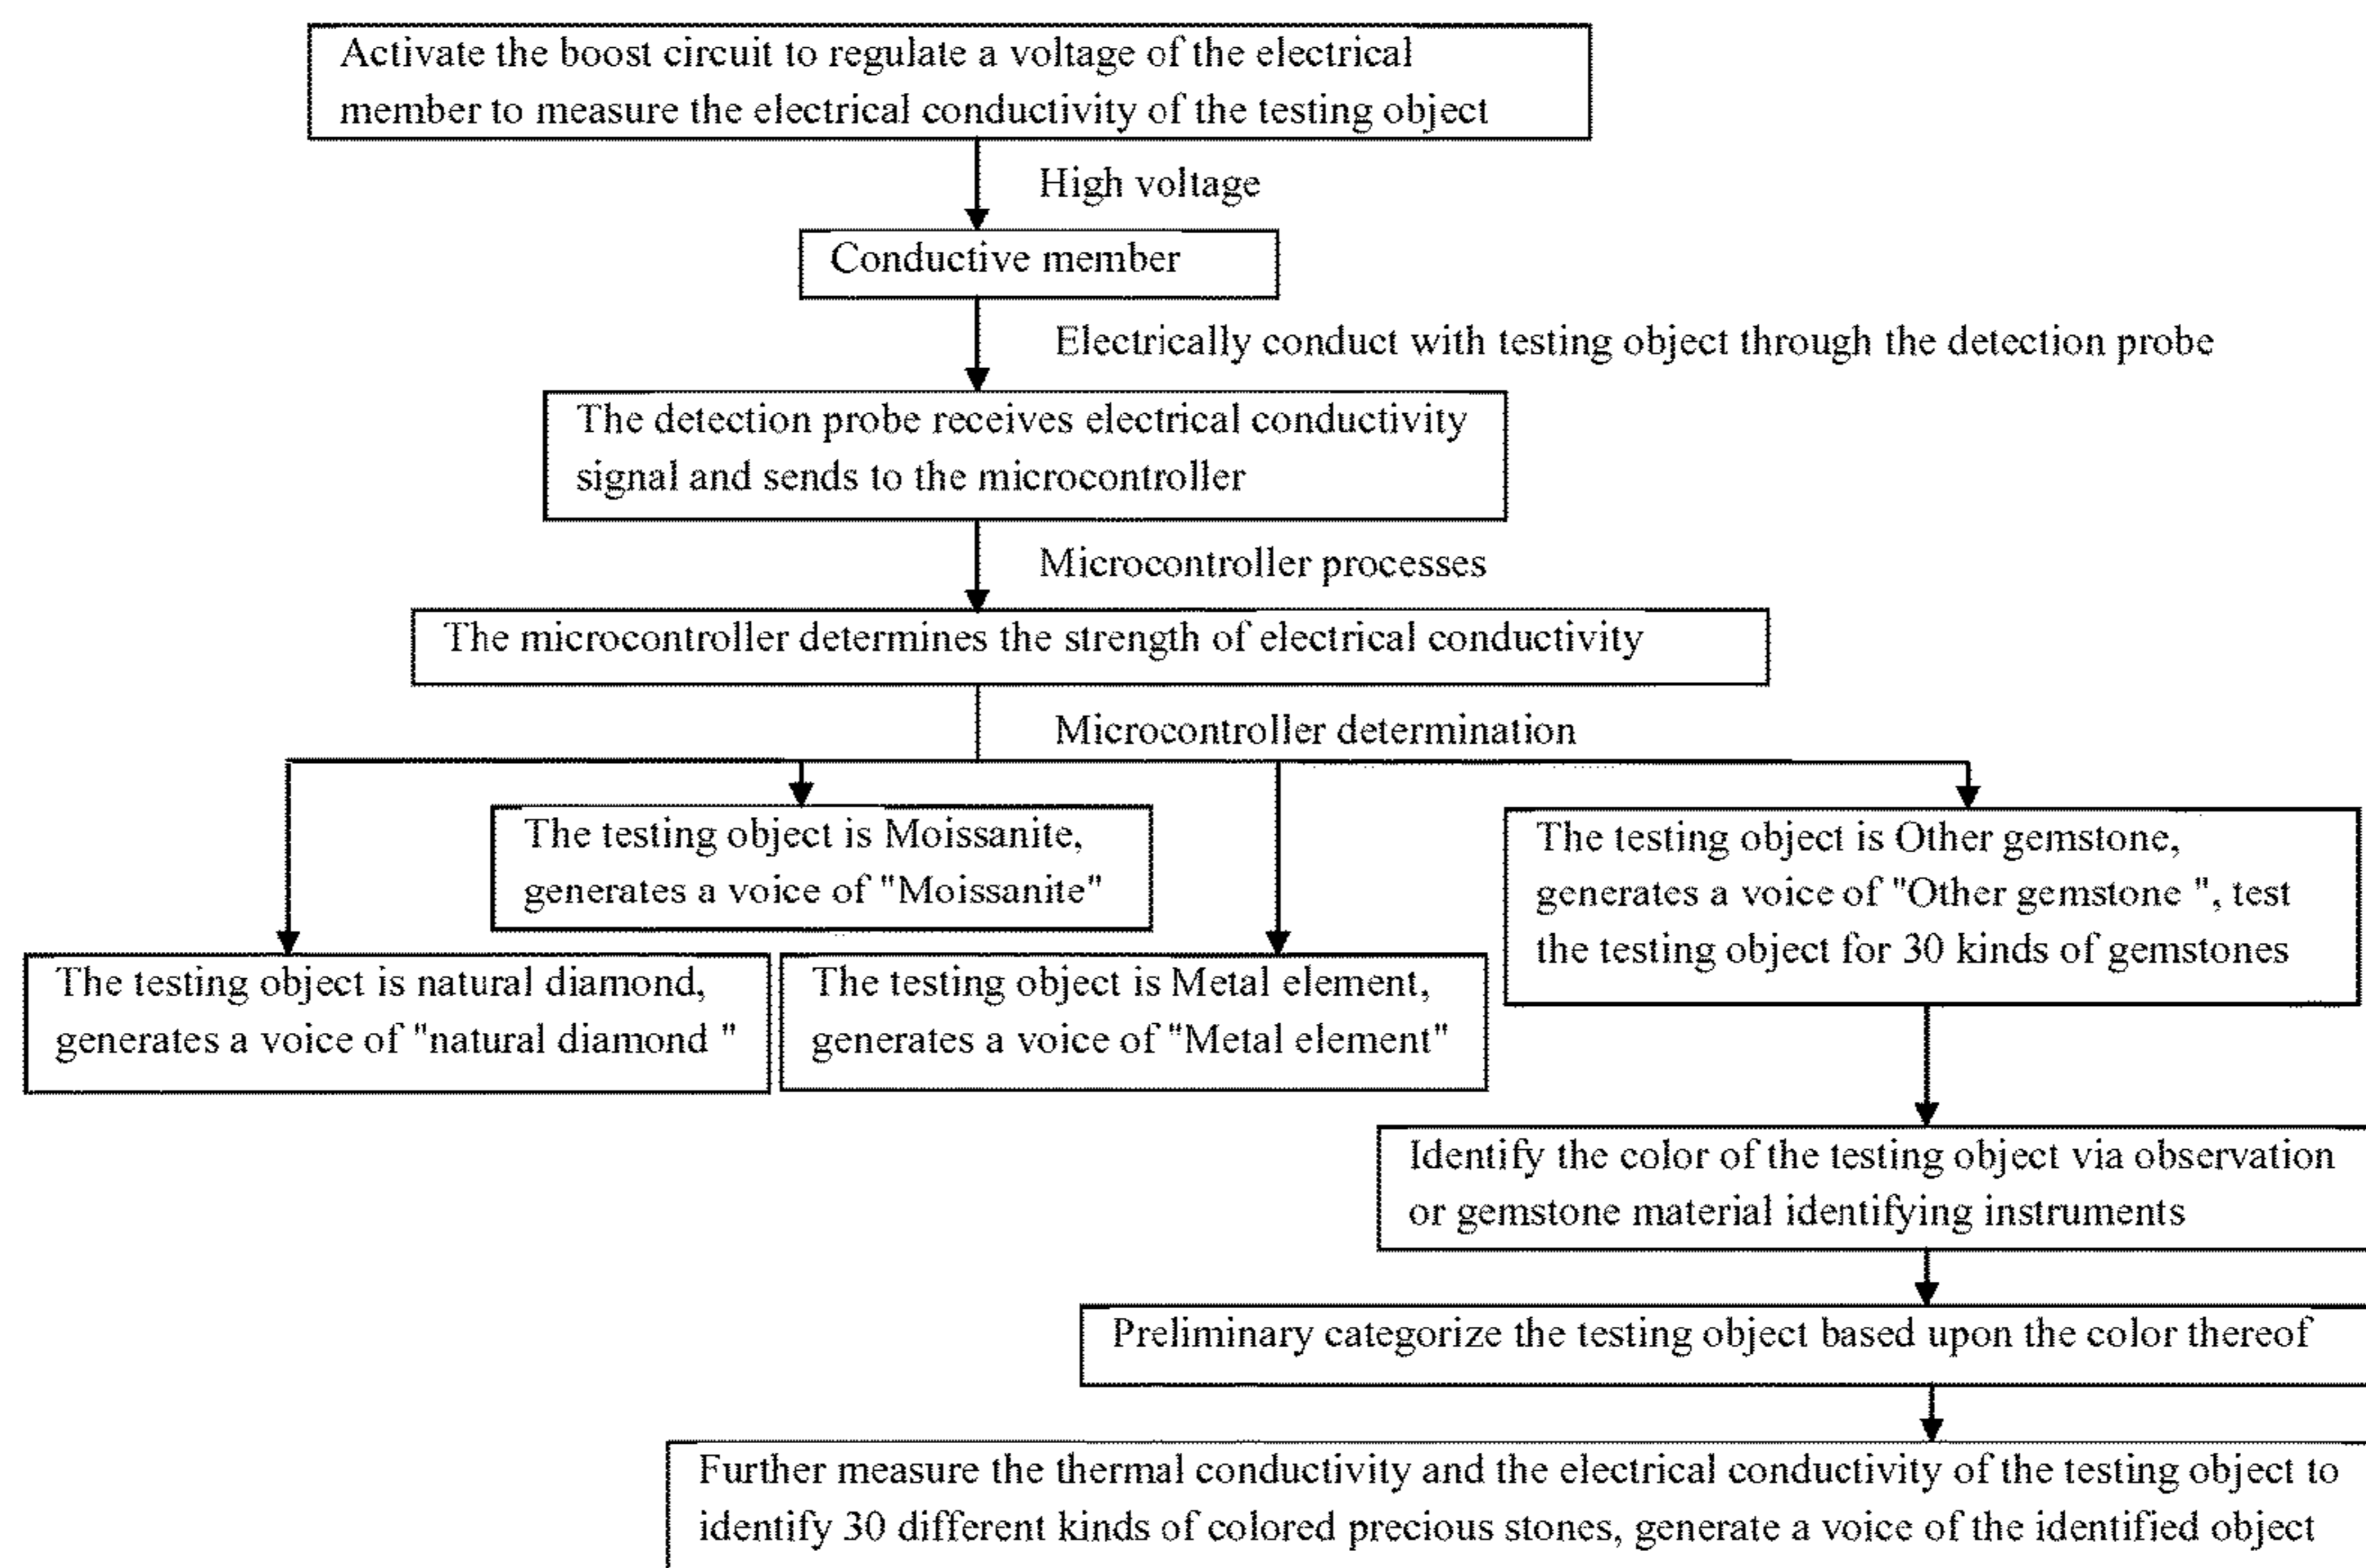 Activate the boost circuit to regulate a voltage of the electrical
member to measure the electrical conductivity of the testing object
High voltage
Conductive member
Electrically conduct with testing object through the detection probe
The detection probe receives electrical conductivity
signal and sends to the microcontroller
Microcontroller processes
The microcontroller determines the strength of electrical conductivity
Microcontroller determination
The testing object is Moissanite,
generates a voice of "Moissanite"
The testing object is Other gemstone,
generates a voice of "Other gemstone ", test
the testing object for 30 kinds of gemstones
The testing object is natural diamond,
generates a voice of "natural diamond "
The testing object is Metal element,
generates a voice of "Metal element"
Identify the color of the testing object via observation
or gemstone material identifying instruments
Preliminary categorize the testing object based upon the color thereof
Further measure the thermal conductivity and the electrical conductivity of the testing object to
identify 30 different kinds of colored precious stones, generate a voice of the identified object